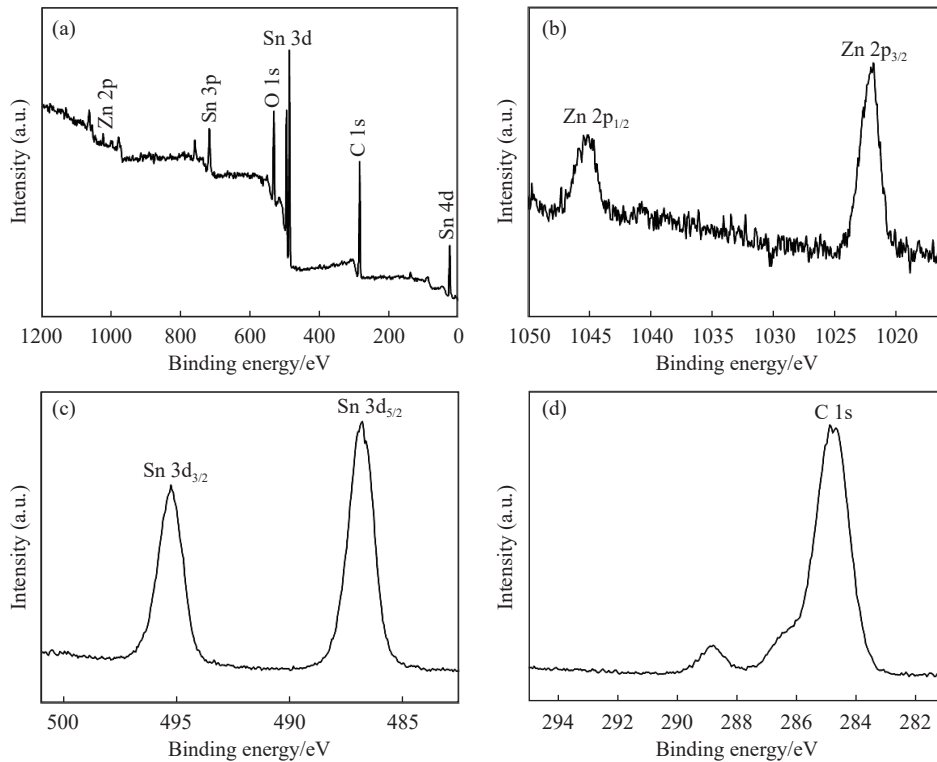 (a)
Zn 2p
Sn 3p
O 1s
Sn 3d
C 1s
Sn 4d
Intensity (a.u.)
1200 1000 800 600 400 200 0
Binding energy/eV
(b)
Zn 2p1/2
Zn 2p3/2
Intensity (a.u.)
1050 1045 1040 1035 1030 1025 1020
Binding energy/eV
(c)
Sn 3d3/2
Sn 3d5/2
Intensity (a.u.)
500 495 490 485
Binding energy/eV
(d)
C 1s
Intensity (a.u.)
294 292 290 288 286 284 282
Binding energy/eV